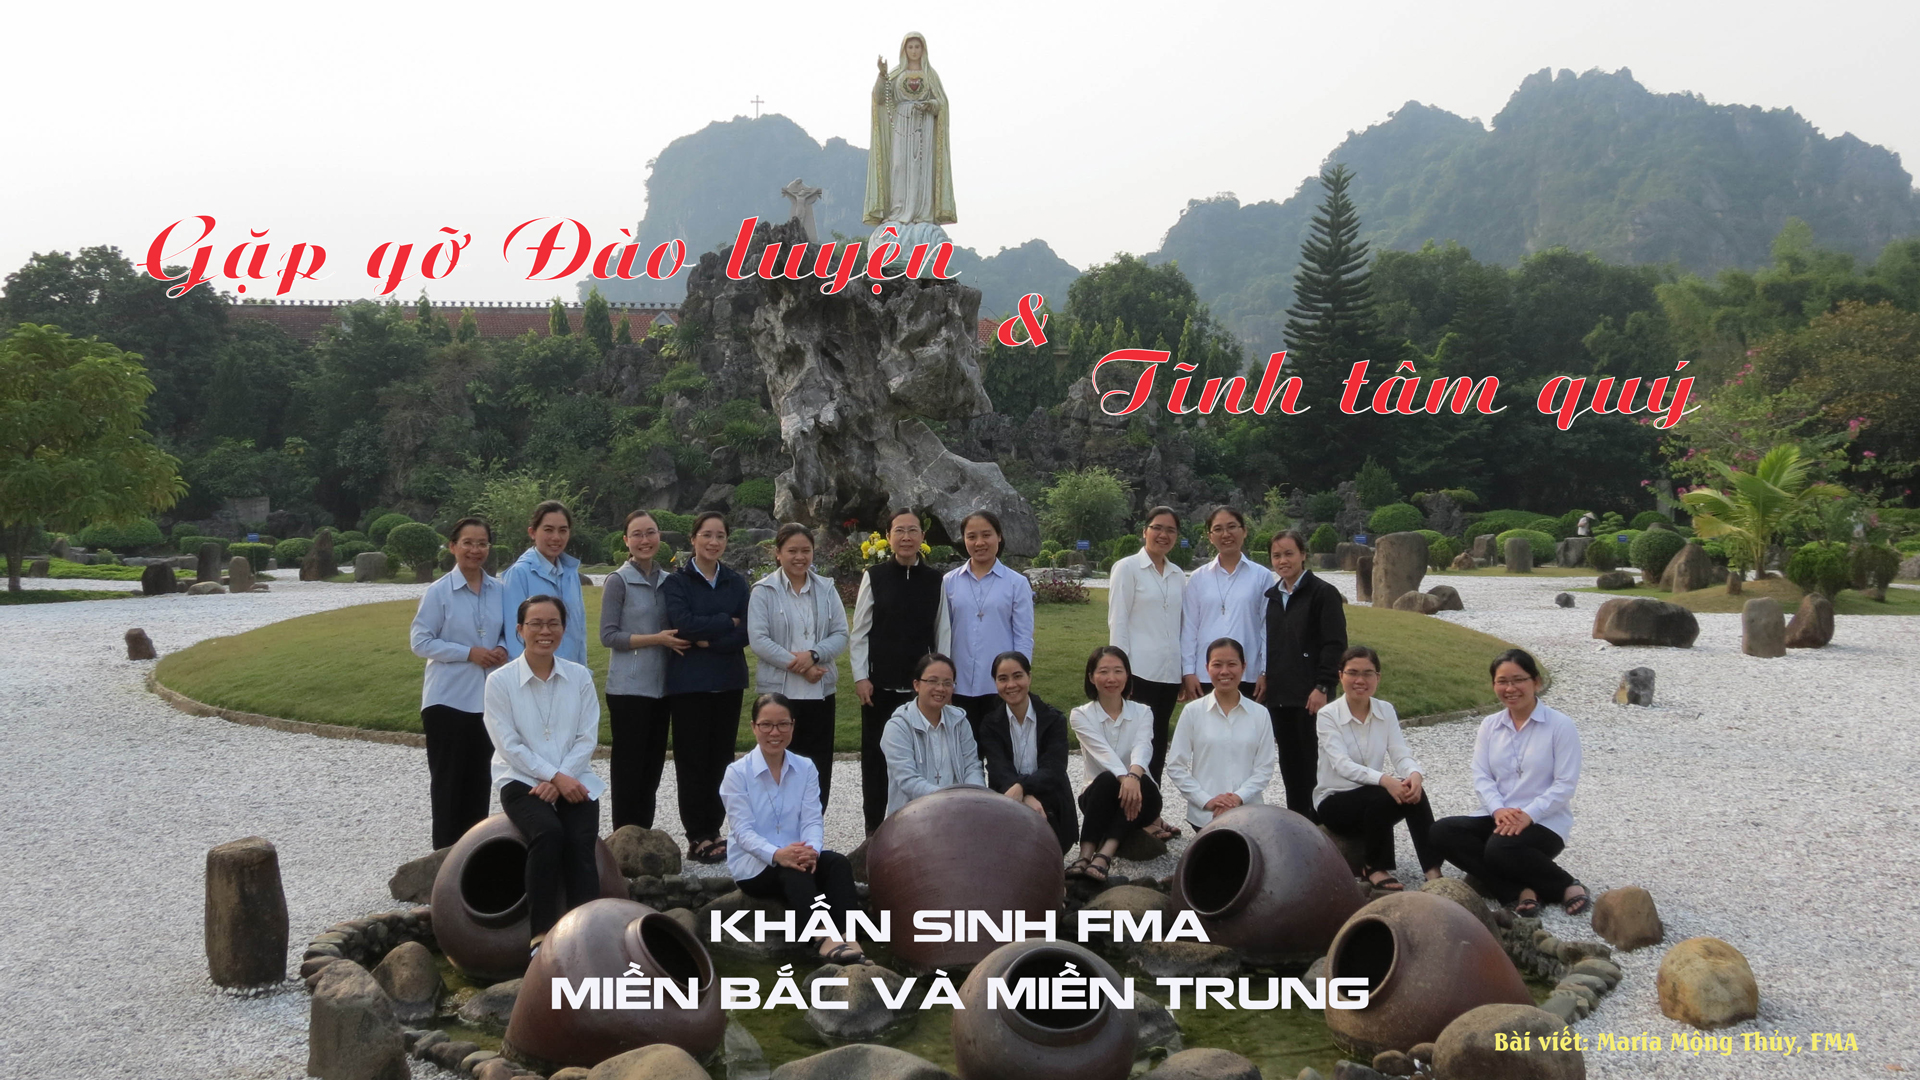 Gặp gỡ Đào luyện
&
Tĩnh tâm quý
KHẤN SINH FMA
MIỀN BẮC VÀ MIỀN TRUNG
Bài viết: Maria Mộng Thủy, FMA